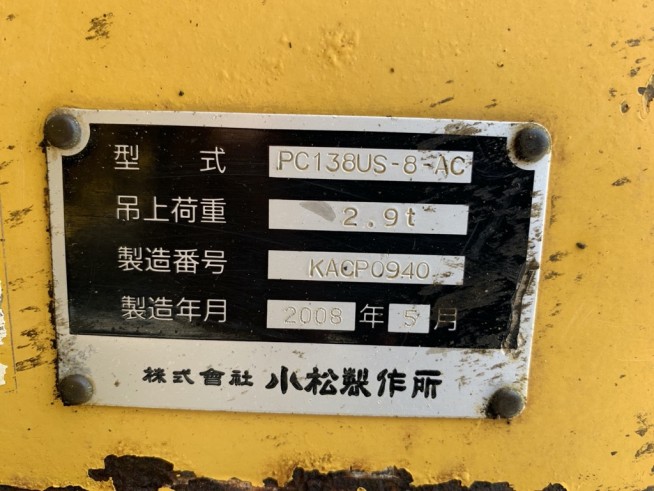 型 式 PC138US-8-AC
吊上荷重 2.9t
製造番号 KACP0940
製造年月 2008 年 5 月
株式會社 小松製作所